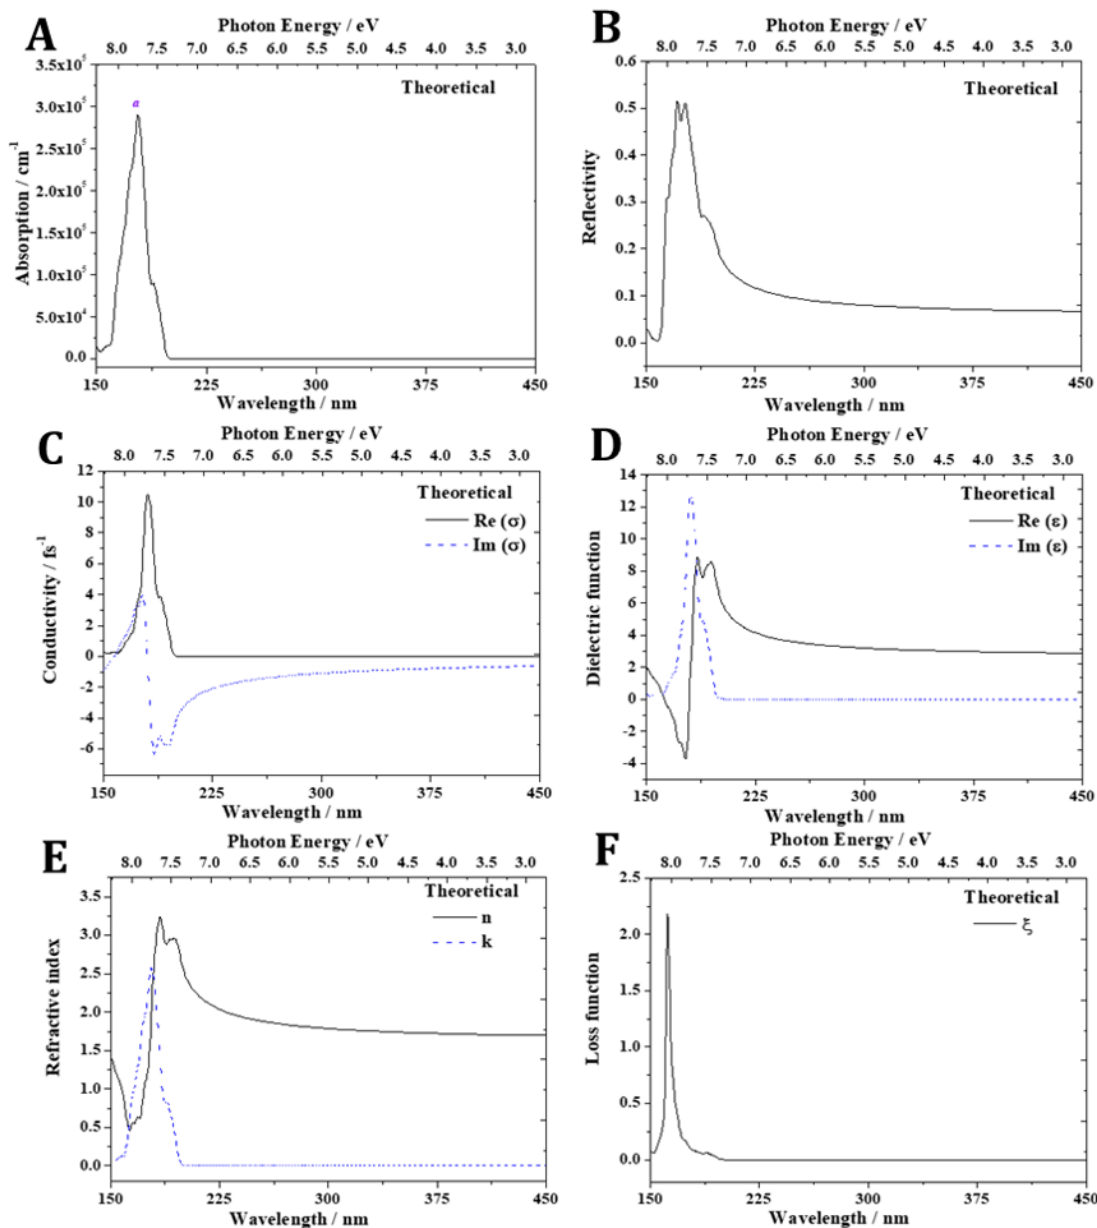 A
Photon Energy / eV
8.0 7.5 7.0 6.5 6.0 5.5 5.0 4.5 4.0 3.5 3.0
3.5x10⁵
3.0x10⁵
2.5x10⁵
2.0x10⁵
1.5x10⁵
1.0x10⁵
5.0x10⁴
0.0
Absorption / cm⁻¹
Theoretical
a
150 225 300 375 450
Wavelength / nm
B
Photon Energy / eV
8.0 7.5 7.0 6.5 6.0 5.5 5.0 4.5 4.0 3.5 3.0
0.6
0.5
0.4
0.3
0.2
0.1
0.0
Reflectivity
Theoretical
150 225 300 375 450
Wavelength / nm
C
Photon Energy / eV
8.0 7.5 7.0 6.5 6.0 5.5 5.0 4.5 4.0 3.5 3.0
12
10
8
6
4
2
0
-2
-4
-6
Conductivity / fs⁻¹
Theoretical
Re (σ)
Im (σ)
150 225 300 375 450
Wavelength / nm
D
Photon Energy / eV
8.0 7.5 7.0 6.5 6.0 5.5 5.0 4.5 4.0 3.5 3.0
14
12
10
8
6
4
2
0
-2
-4
Dielectric function
Theoretical
Re (ε)
Im (ε)
150 225 300 375 450
Wavelength / nm
E
Photon Energy / eV
8.0 7.5 7.0 6.5 6.0 5.5 5.0 4.5 4.0 3.5 3.0
3.5
3.0
2.5
2.0
1.5
1.0
0.5
0.0
Refractive index
Theoretical
n
k
150 225 300 375 450
Wavelength / nm
F
Photon Energy / eV
8.0 7.5 7.0 6.5 6.0 5.5 5.0 4.5 4.0 3.5 3.0
2.5
2.0
1.5
1.0
0.5
0.0
Loss function
Theoretical
ξ
150 225 300 375 450
Wavelength / nm